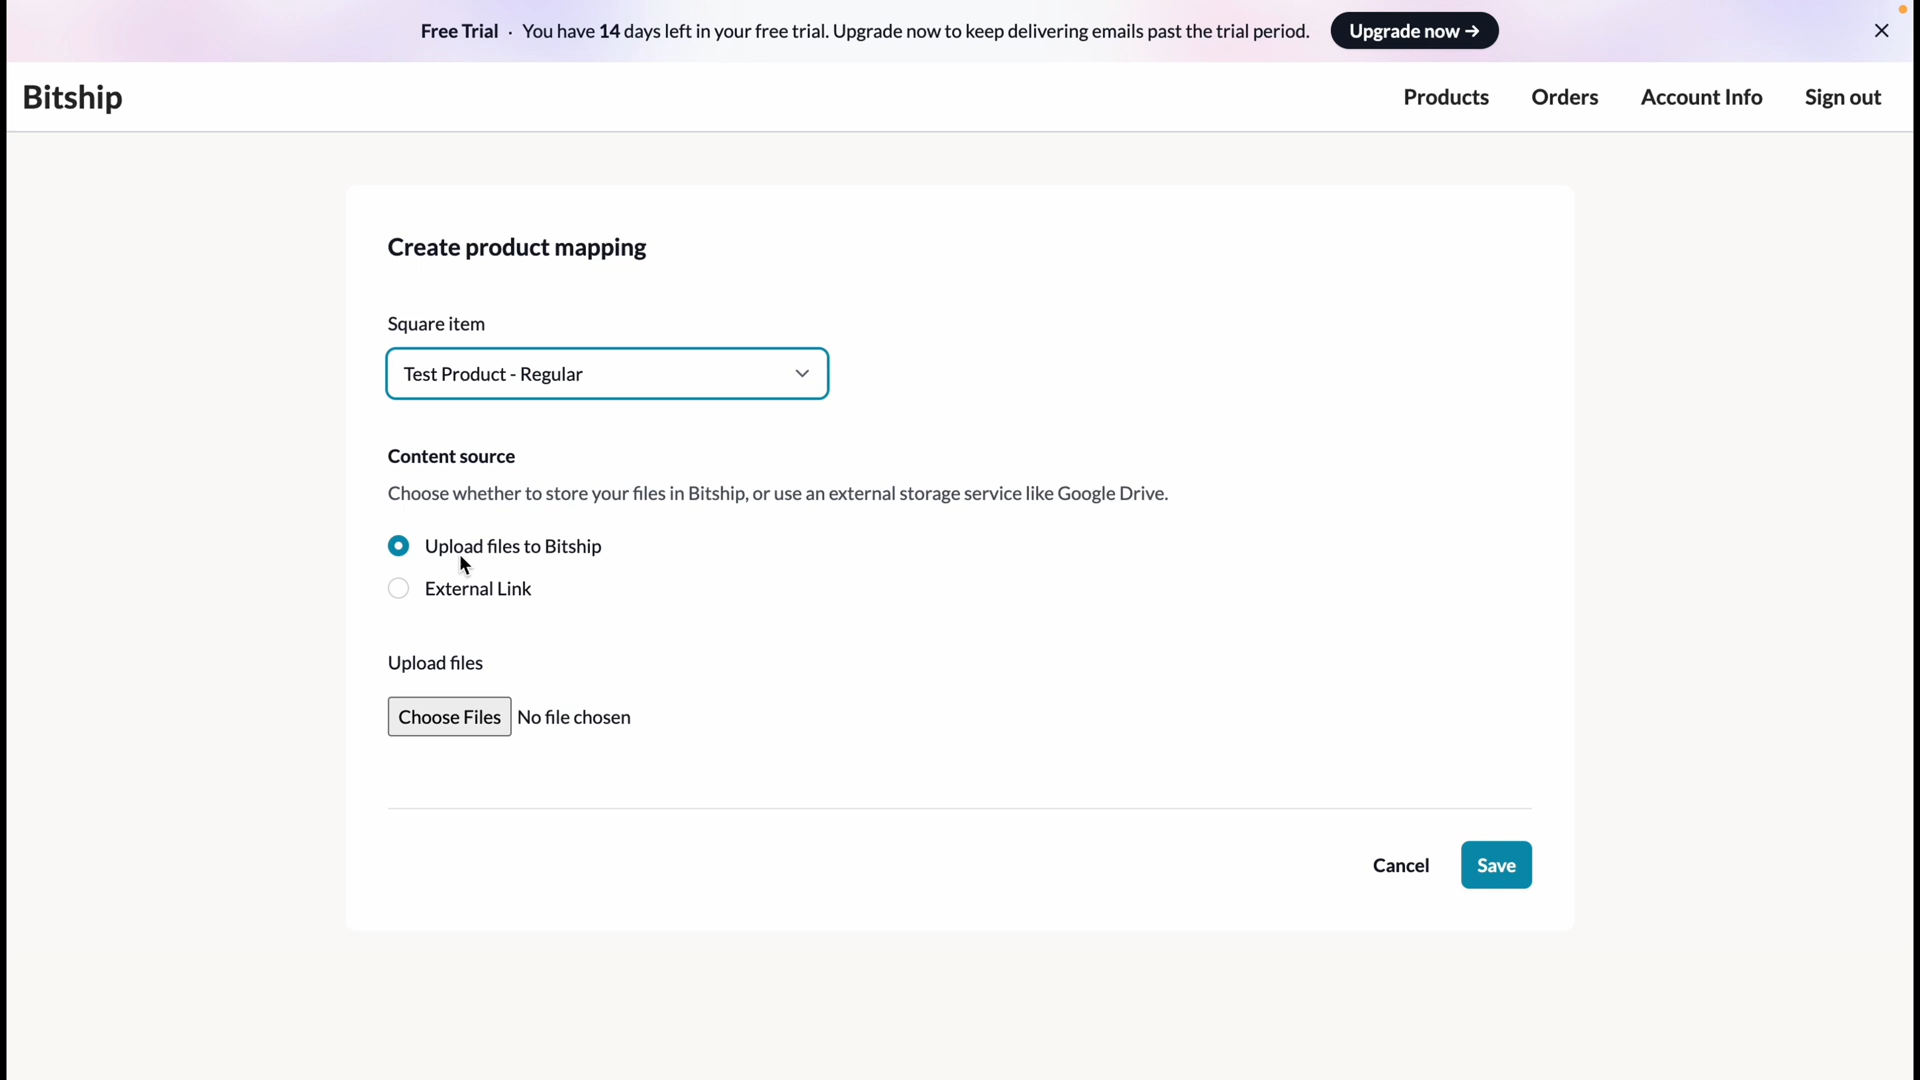 Free Trial · You have 14 days left in your free trial. Upgrade now to keep delivering emails past the trial period. Upgrade now →
Bitship Products Orders Account Info Sign out
Create product mapping
Square item
Test Product - Regular
Content source
Choose whether to store your files in Bitship, or use an external storage service like Google Drive.
Upload files to Bitship
External Link
Upload files
Choose Files No file chosen
Cancel Save